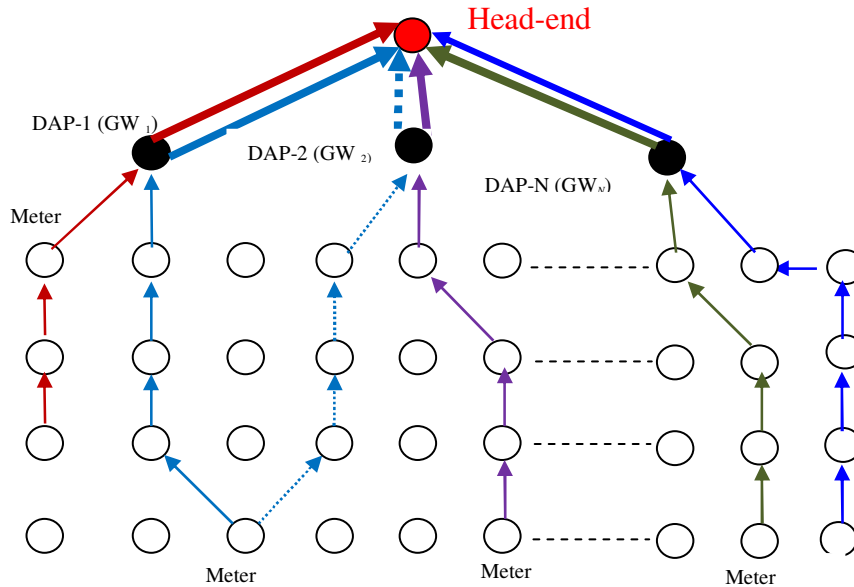 Head-end
DAP-1 (GW 1)
DAP-2 (GW 2)
DAP-N (GWN)
Meter
Meter
Meter
Meter